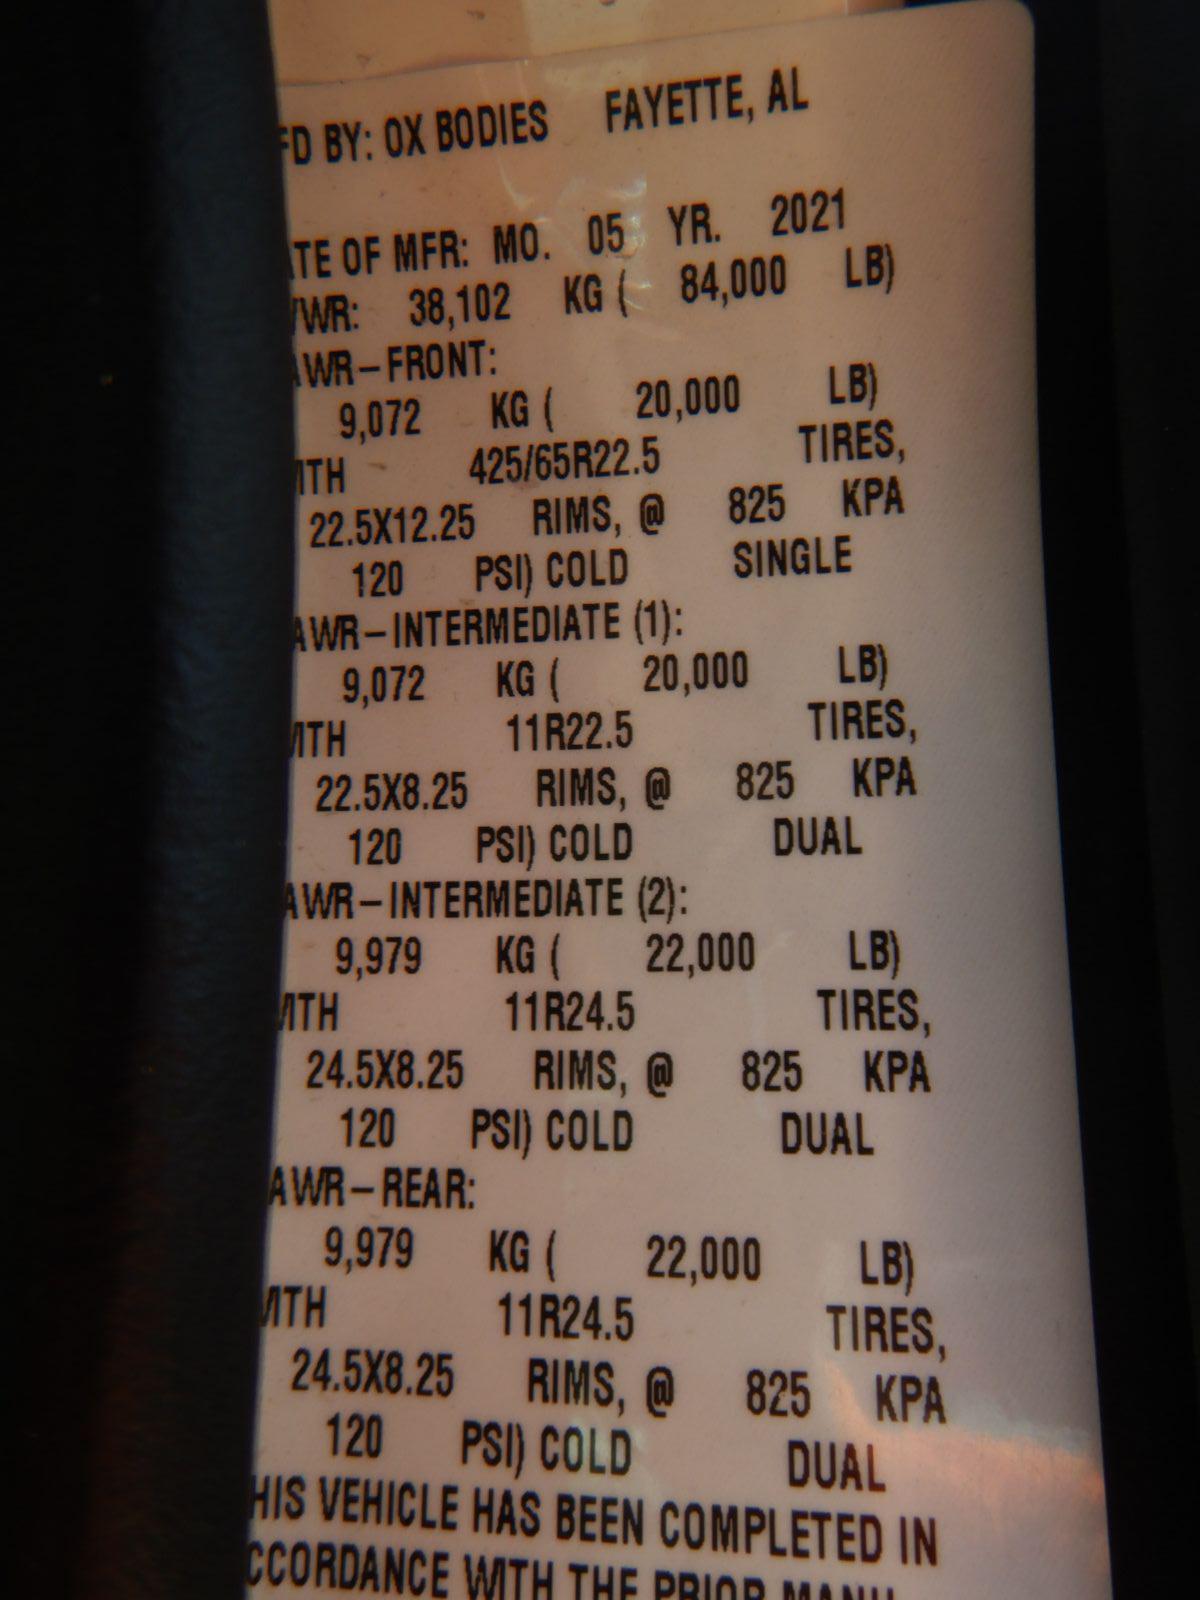 FD BY: OX BODIES FAYETTE, AL
ATE OF MFR: MO. 05 YR. 2021
VWR: 38,102 KG ( 84,000 LB)
AWR-FRONT:
9,072 KG ( 20,000 LB)
ITH 425/65R22.5 TIRES,
22.5X12.25 RIMS, @ 825 KPA
120 PSI) COLD SINGLE
AWR-INTERMEDIATE (1):
9,072 KG ( 20,000 LB)
ITH 11R22.5 TIRES,
22.5X8.25 RIMS, @ 825 KPA
120 PSI) COLD DUAL
AWR-INTERMEDIATE (2):
9,979 KG ( 22,000 LB)
ITH 11R24.5 TIRES,
24.5X8.25 RIMS, @ 825 KPA
120 PSI) COLD DUAL
AWR-REAR:
9,979 KG ( 22,000 LB)
ITH 11R24.5 TIRES,
24.5X8.25 RIMS, @ 825 KPA
120 PSI) COLD DUAL
HIS VEHICLE HAS BEEN COMPLETED IN
CCORDANCE WITH THE PRIOR MANU